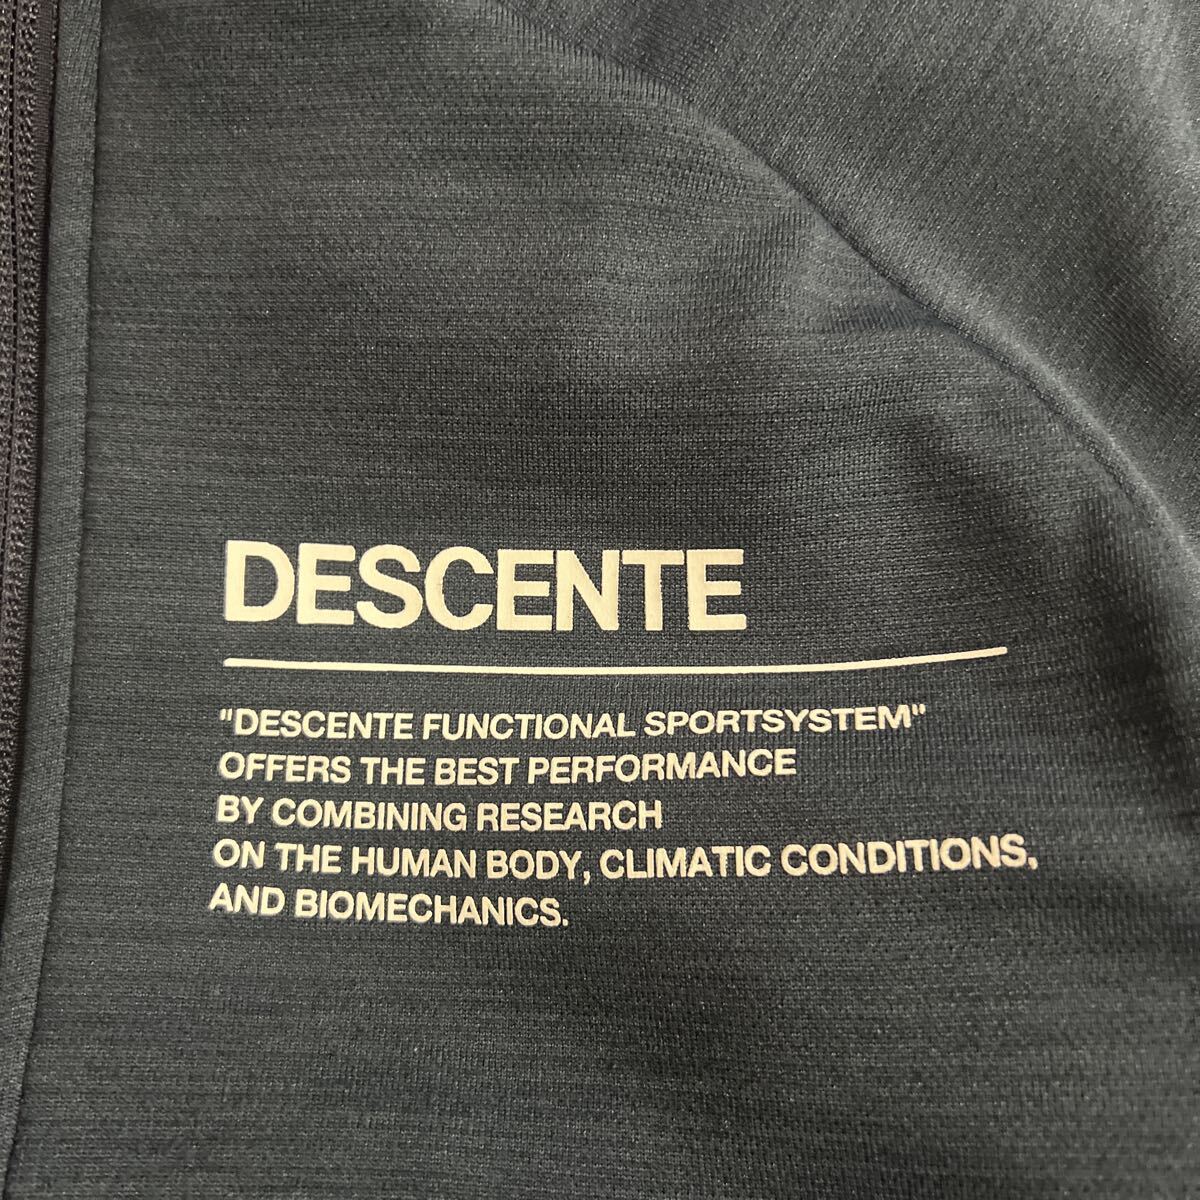 DESCENTE
"DESCENTE FUNCTIONAL SPORTSYSTEM"
OFFERS THE BEST PERFORMANCE
BY COMBINING RESEARCH
ON THE HUMAN BODY, CLIMATIC CONDITIONS,
AND BIOMECHANICS.